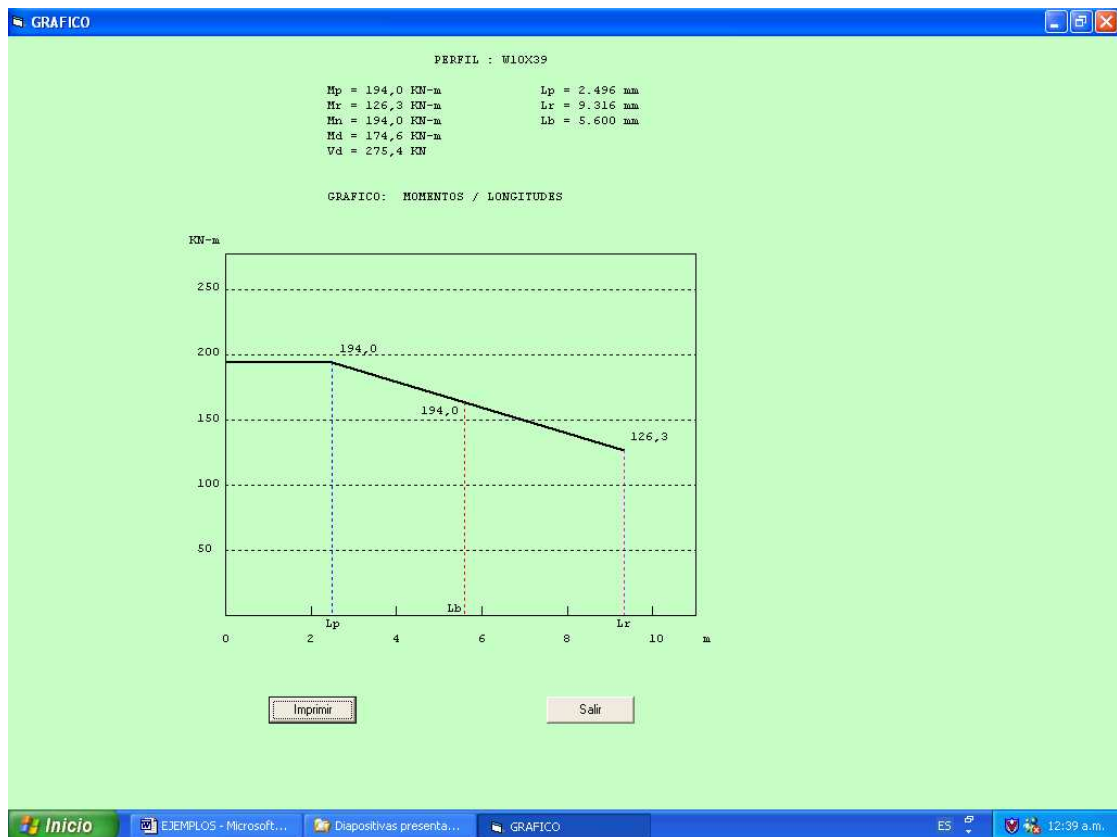 GRAFICO
PERFIL : W10X39
Mp = 194,0 KN-m
Mr = 126,3 KN-m
Mn = 194,0 KN-m
Md = 174,6 KN-m
Vd = 275,4 KN
Lp = 2.496 mm
Lr = 9.316 mm
Lb = 5.600 mm
GRAFICO: MOMENTOS / LONGITUDES
KN-m
250
200
194,0
194,0
150
126,3
100
50
Lb
Lp
Lr
0 2 4 6 8 10 m
Imprimir
Salir
Inicio
EJEMPLOS - Microsoft...
Diapositivas presenta...
GRAFICO
ES
12:39 a.m.